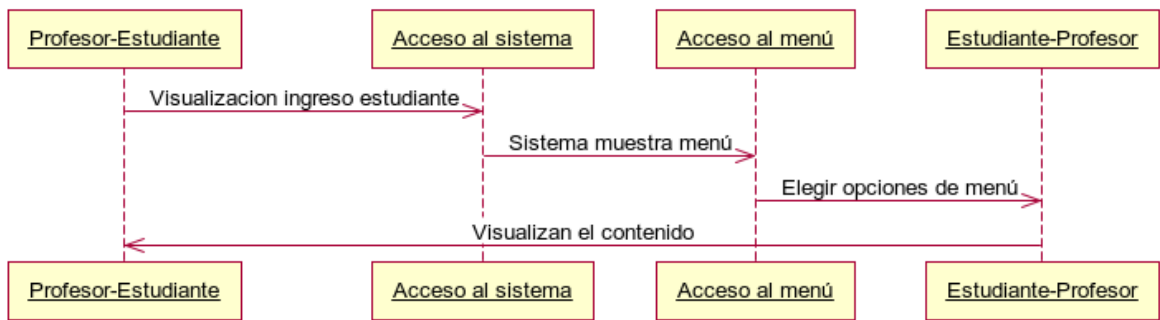 Profesor-Estudiante Acceso al sistema Acceso al menú Estudiante-Profesor
Visualizacion ingreso estudiante
Sistema muestra menú
Elegir opciones de menú
Visualizan el contenido
Profesor-Estudiante Acceso al sistema Acceso al menú Estudiante-Profesor